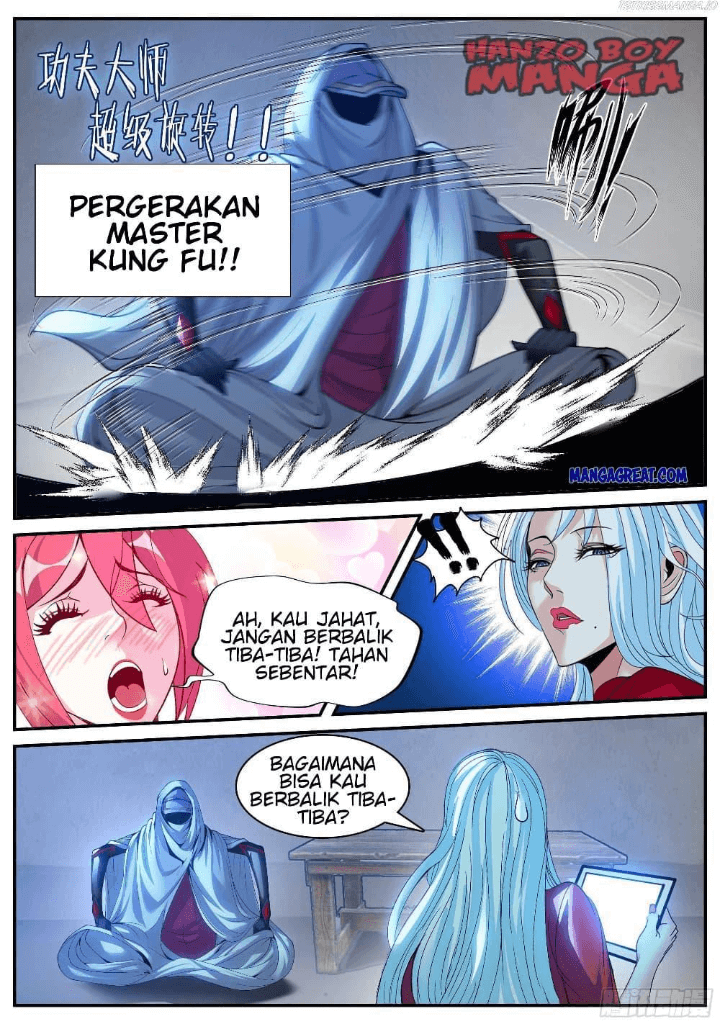 HANZO BOY
MANGA
功夫大师
超级旋转!!
PERGERAKAN
MASTER
KUNG FU!!
MANGAGREAT.COM
AH, KAU JAHAT,
JANGAN BERBALIK
TIBA-TIBA! TAHAN
SEBENTAR!
!!
BAGAIMANA
BISA KAU
BERBALIK TIBA-
TIBA?